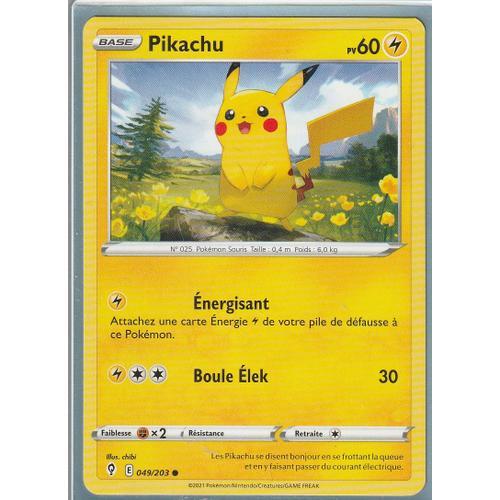 BASE Pikachu PV60
N° 025 Pokémon Souris Taille : 0,4 m Poids : 6,0 kg
Énergisant
Attachez une carte Énergie de votre pile de défausse à
ce Pokémon.
Boule Élek 30
Faiblesse ×2 Résistance Retraite
Illus. chibi
E 049/203
Les Pikachu se disent bonjour en se frottant la queue
et en y faisant passer du courant électrique.
©2021 Pokémon/Nintendo/Creatures/GAME FREAK